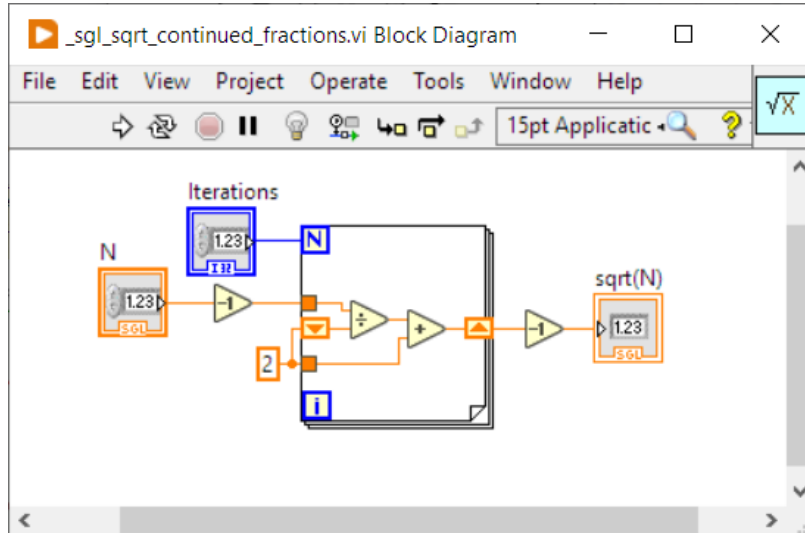 _sgl_sqrt_continued_fractions.vi Block Diagram
File Edit View Project Operate Tools Window Help
√X
15pt Applicatic
?
Iterations
1.23
I32
N
N
1.23
SGL
-1
÷
+
2
i
-1
sqrt(N)
1.23
SGL